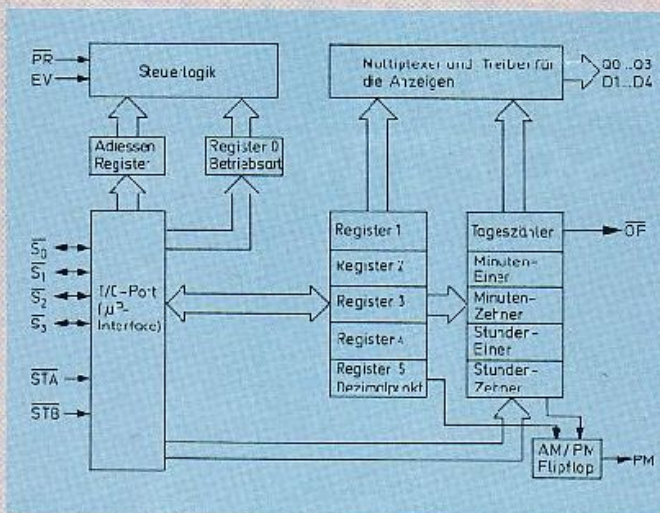 PR
EV
Steuerlogik
Multiplexer und Treiber für
die Anzeigen
Q0...Q3
D1...D4
Adressen
Register
Register 0
Betriebsart
S0
S1
S2
S3
STA
STB
I/O-Port
(µP-
Interface)
Register 1
Register 2
Register 3
Register 4
Register 5
Dezimalpunkt
Tageszähler
Minuten-
Einer
Minuten-
Zehner
Stunden-
Einer
Stunden-
Zehner
OF
AM/PM
Flipflop
PM